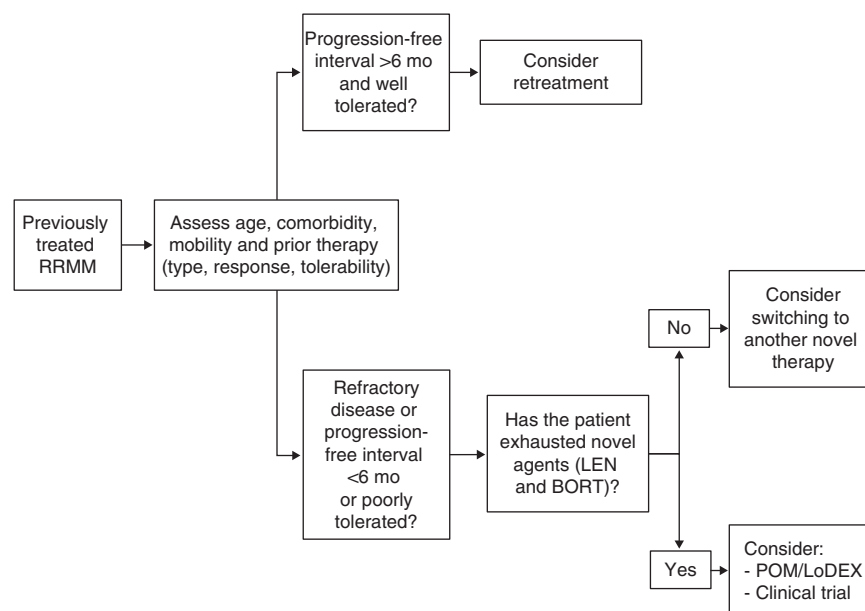 Progression-free
interval >6 mo
and well
tolerated?
Consider
retreatment
Previously
treated
RRMM
Assess age, comorbidity,
mobility and prior therapy
(type, response, tolerability)
Refractory
disease or
progression-
free interval
<6 mo
or poorly
tolerated?
Has the patient
exhausted novel
agents (LEN
and BORT)?
No
Consider
switching to
another novel
therapy
Yes
Consider:
- POM/LoDEX
- Clinical trial